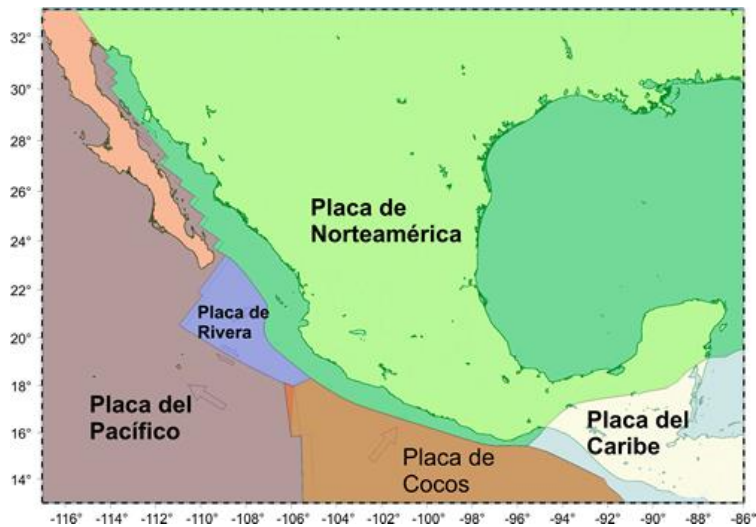 32°
30°
28°
26°
24°
22°
20°
18°
16°
14°
Placa de
Norteamérica
Placa de
Rivera
Placa del
Pacífico
Placa del
Caribe
Placa de
Cocos
-116° -114° -112° -110° -108° -106° -104° -102° -100° -98° -96° -94° -92° -90° -88° -86